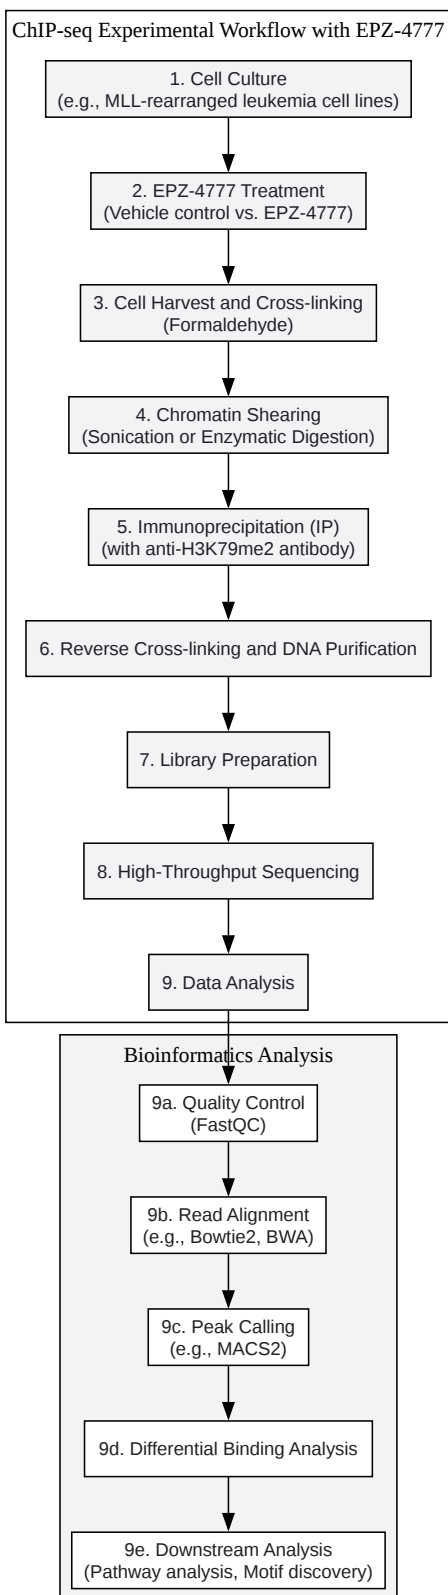 ChIP-seq Experimental Workflow with EPZ-4777
1. Cell Culture
(e.g., MLL-rearranged leukemia cell lines)
2. EPZ-4777 Treatment
(Vehicle control vs. EPZ-4777)
3. Cell Harvest and Cross-linking
(Formaldehyde)
4. Chromatin Shearing
(Sonication or Enzymatic Digestion)
5. Immunoprecipitation (IP)
(with anti-H3K79me2 antibody)
6. Reverse Cross-linking and DNA Purification
7. Library Preparation
8. High-Throughput Sequencing
9. Data Analysis
Bioinformatics Analysis
9a. Quality Control
(FastQC)
9b. Read Alignment
(e.g., Bowtie2, BWA)
9c. Peak Calling
(e.g., MACS2)
9d. Differential Binding Analysis
9e. Downstream Analysis
(Pathway analysis, Motif discovery)